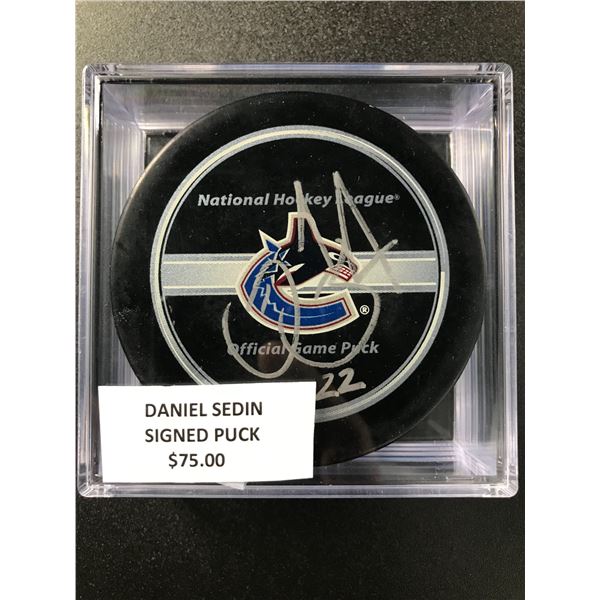 National Hockey League®
®
Official Game Puck
22
DANIEL SEDIN
SIGNED PUCK
$75.00